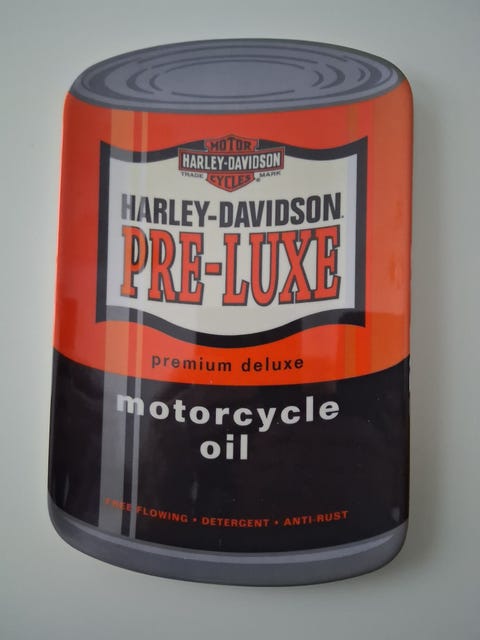 MOTOR
HARLEY-DAVIDSON
TRADE MARK
CYCLES®
HARLEY-DAVIDSON
PRE-LUXE
premium deluxe
motorcycle
oil
FREE FLOWING • DETERGENT • ANTI-RUST